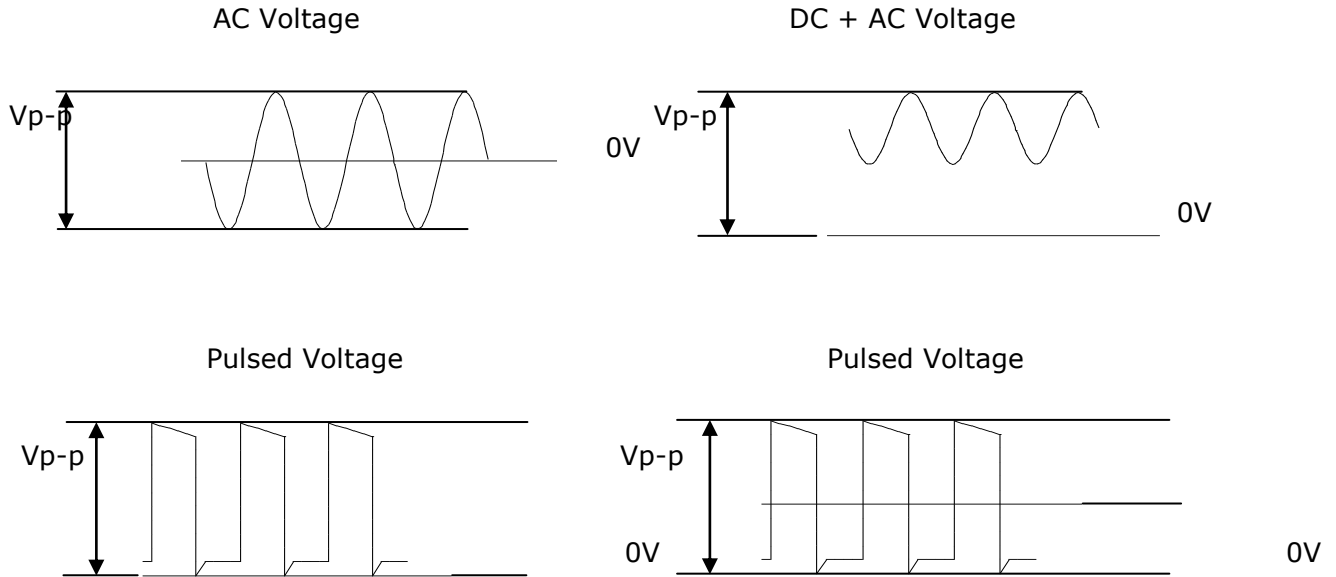 AC Voltage
DC + AC Voltage
Vp-p
0V
Vp-p
0V
Pulsed Voltage
Pulsed Voltage
Vp-p
0V
Vp-p
0V